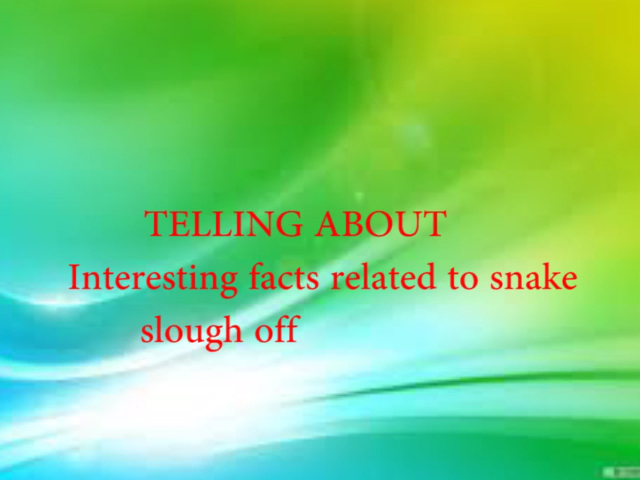 TELLING ABOUT
Interesting facts related to snake
slough off